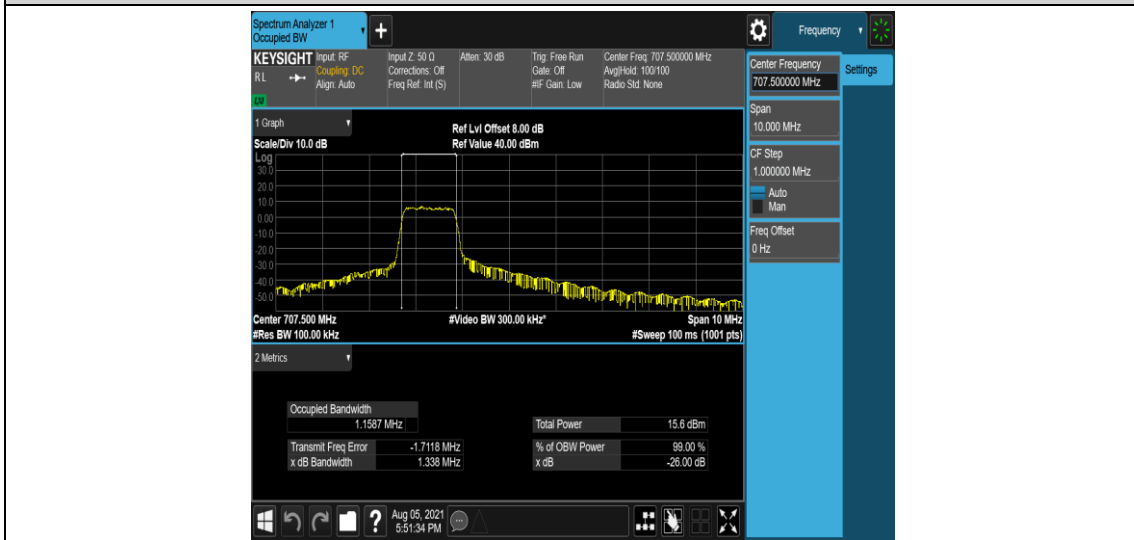 Spectrum Analyzer 1
Occupied BW
Frequency
KEYSIGHT
RL
Input: RF
Coupling: DC
Align: Auto
Input Z: 50 Ω
Corrections: Off
Freq Ref: Int (S)
Atten: 30 dB
Trig: Free Run
Gate: Off
#IF Gain: Low
Center Freq: 707.500000 MHz
Avg|Hold: 100/100
Radio Std: None
Center Frequency
707.500000 MHz
Settings
Span
10.000 MHz
CF Step
1.000000 MHz
Auto
Man
Freq Offset
0 Hz
1 Graph
Scale/Div 10.0 dB
Ref Lvl Offset 8.00 dB
Ref Value 40.00 dBm
Log
30.0
20.0
10.0
0.00
-10.0
-20.0
-30.0
-40.0
-50.0
Center 707.500 MHz
#Video BW 300.00 kHz*
Span 10 MHz
#Res BW 100.00 kHz
#Sweep 100 ms (1001 pts)
2 Metrics
Occupied Bandwidth
1.1587 MHz
Total Power 15.6 dBm
Transmit Freq Error -1.7118 MHz
% of OBW Power 99.00 %
x dB Bandwidth 1.338 MHz
x dB -26.00 dB
?
Aug 05, 2021
5:51:34 PM